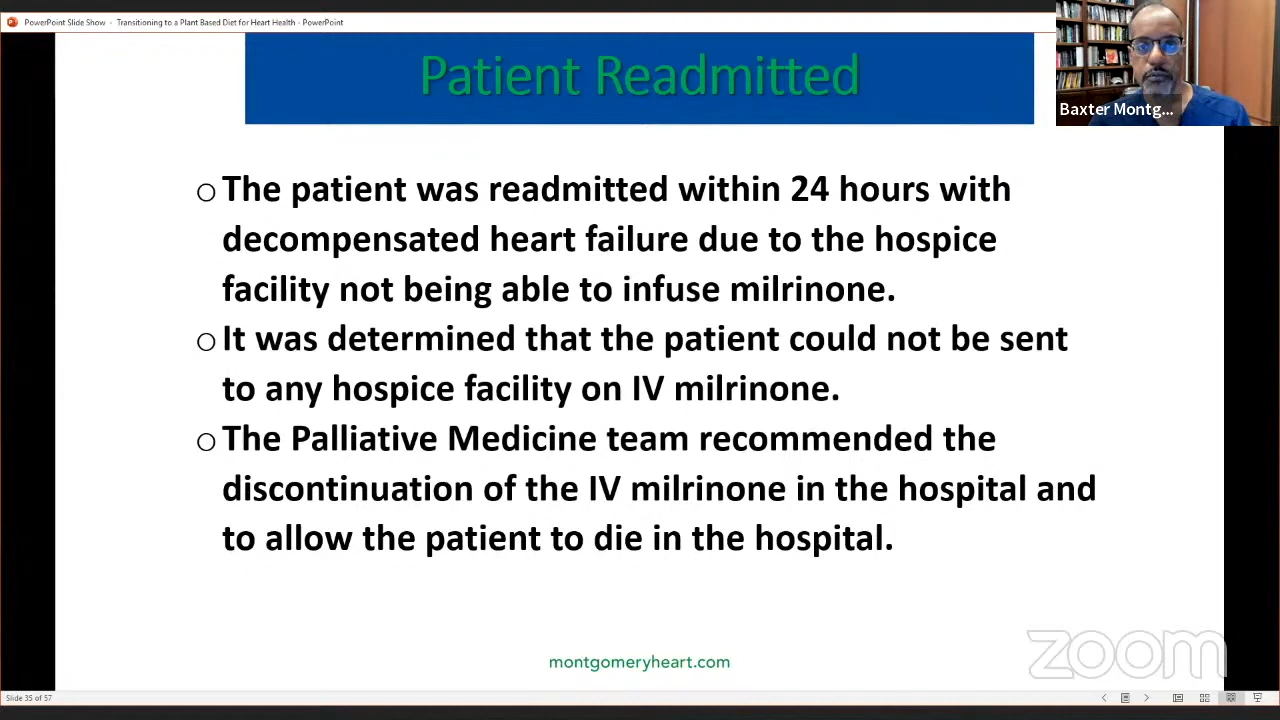 PowerPoint Slide Show - Transitioning to a Plant Based Diet for Heart Health - PowerPoint
Patient Readmitted
Baxter Montg...
○ The patient was readmitted within 24 hours with
decompensated heart failure due to the hospice
facility not being able to infuse milrinone.
○ It was determined that the patient could not be sent
to any hospice facility on IV milrinone.
○ The Palliative Medicine team recommended the
discontinuation of the IV milrinone in the hospital and
to allow the patient to die in the hospital.
montgomeryheart.com
zoom
Slide 35 of 57